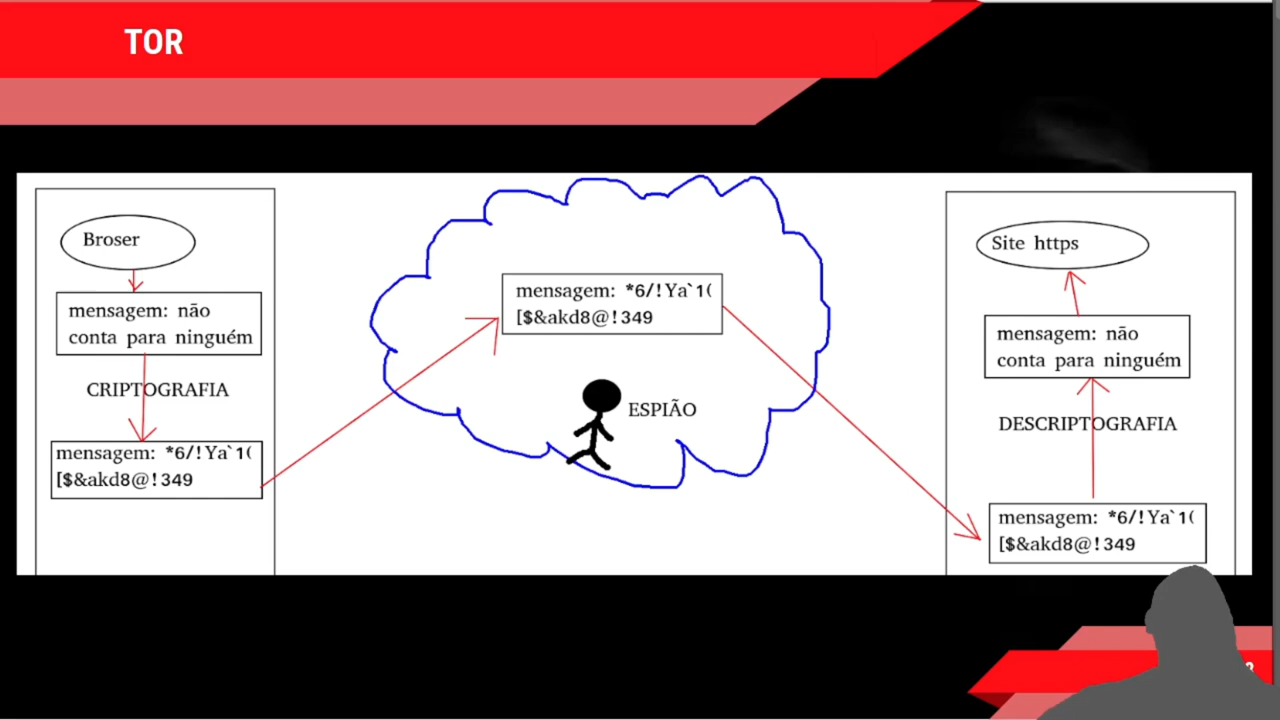 TOR
Broser
mensagem: não
conta para ninguém
CRIPTOGRAFIA
mensagem: *6/!Ya`1(
[$&akd8@!349
mensagem: *6/!Ya`1(
[$&akd8@!349
ESPIÃO
Site https
mensagem: não
conta para ninguém
DESCRIPTOGRAFIA
mensagem: *6/!Ya`1(
[$&akd8@!349